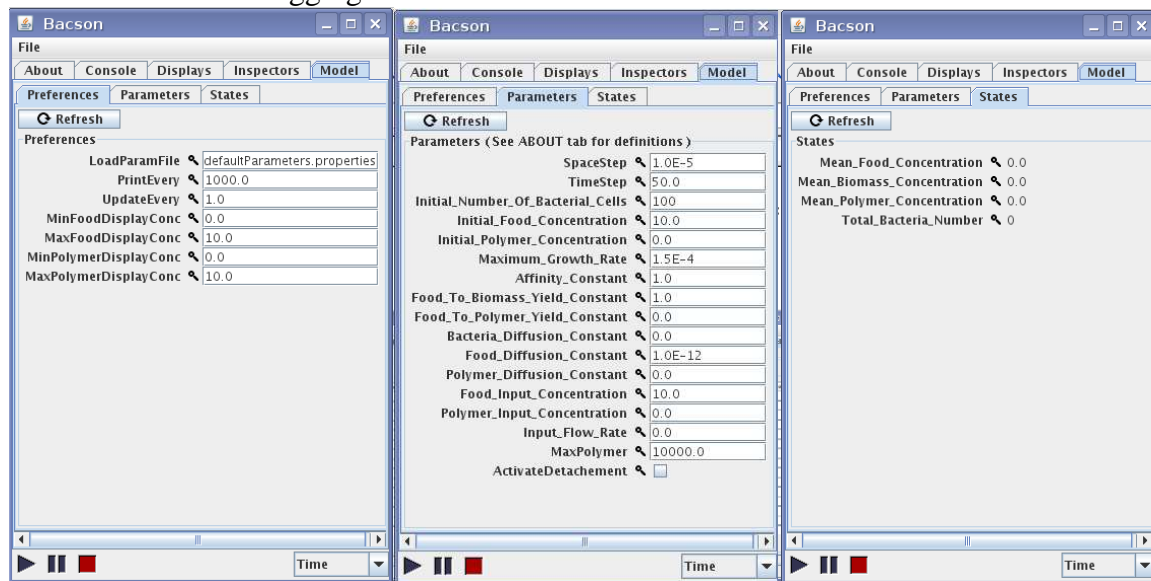 Bacson
File
About Console Displays Inspectors Model
Preferences Parameters States
Refresh
Preferences
LoadParamFile defaultParameters.properties
PrintEvery 1000.0
UpdateEvery 1.0
MinFoodDisplayConc 0.0
MaxFoodDisplayConc 10.0
MinPolymerDisplayConc 0.0
MaxPolymerDisplayConc 10.0
Time
Bacson
File
About Console Displays Inspectors Model
Preferences Parameters States
Refresh
Parameters (See ABOUT tab for definitions)
SpaceStep 1.0E-5
TimeStep 50.0
Initial_Number_Of_Bacterial_Cells 100
Initial_Food_Concentration 10.0
Initial_Polymer_Concentration 0.0
Maximum_Growth_Rate 1.5E-4
Affinity_Constant 1.0
Food_To_Biomass_Yield_Constant 1.0
Food_To_Polymer_Yield_Constant 0.0
Bacteria_Diffusion_Constant 0.0
Food_Diffusion_Constant 1.0E-12
Polymer_Diffusion_Constant 0.0
Food_Input_Concentration 10.0
Polymer_Input_Concentration 0.0
Input_Flow_Rate 0.0
MaxPolymer 10000.0
ActivateDetachement
Time
Bacson
File
About Console Displays Inspectors Model
Preferences Parameters States
Refresh
States
Mean_Food_Concentration 0.0
Mean_Biomass_Concentration 0.0
Mean_Polymer_Concentration 0.0
Total_Bacteria_Number 0
Time